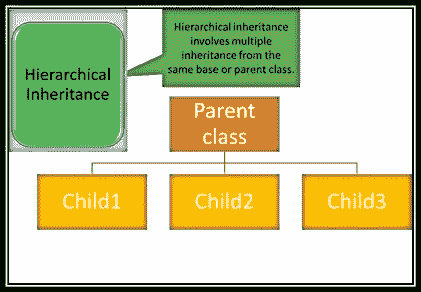 Hierarchical
Inheritance
Hierarchical inheritance
involves multiple
inheritance from the
same base or parent class.
Parent
class
Child1 Child2 Child3